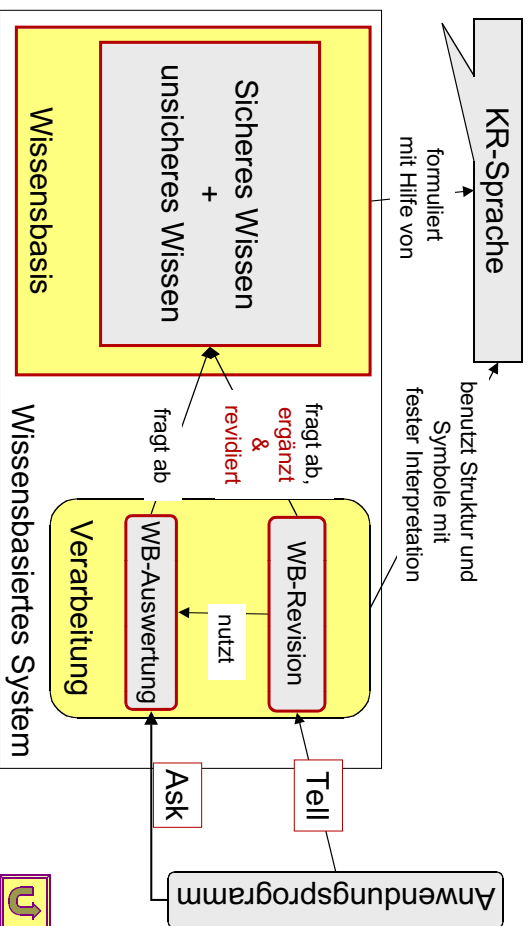 KR-Sprache
formuliert
mit Hilfe von
benutzt Struktur und
Symbole mit
fester Interpretation
Sicheres Wissen
+
unsicheres Wissen
Wissensbasis
fragt ab,
ergänzt
&
revidiert
fragt ab
WB-Revision
nutzt
WB-Auswertung
Verarbeitung
Wissensbasiertes System
Tell
Ask
Anwendungsprogramm